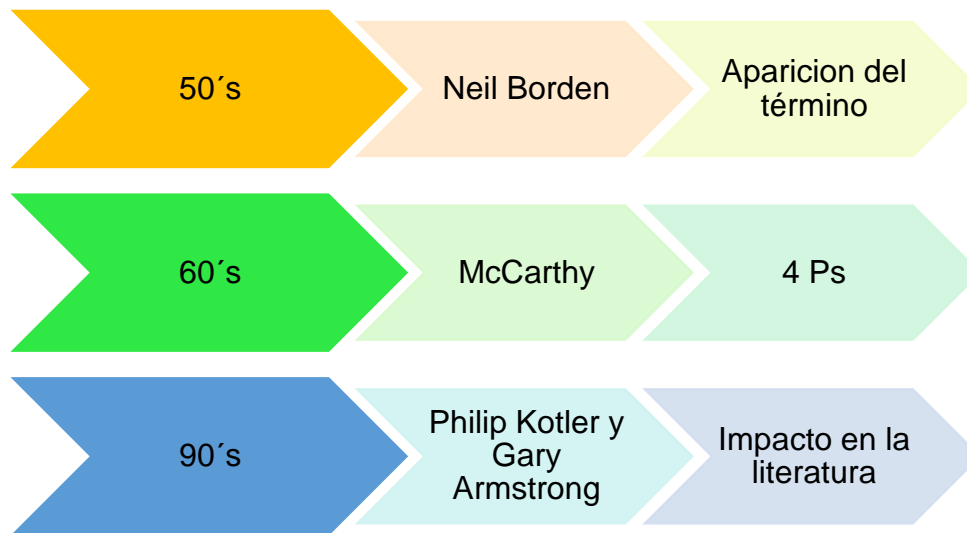 50´s
Neil Borden
Aparicion del
término
60´s
McCarthy
4 Ps
90´s
Philip Kotler y
Gary
Armstrong
Impacto en la
literatura